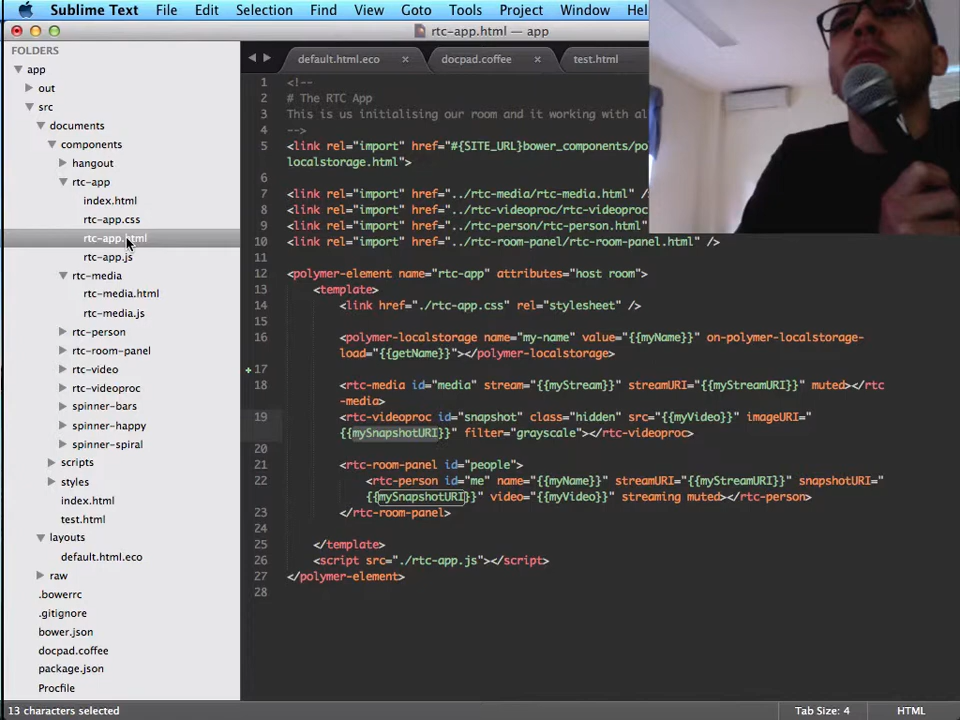 Sublime Text File Edit Selection Find View Goto Tools Project Window Hel
rtc-app.html — app
FOLDERS
app
out
src
documents
components
hangout
rtc-app
index.html
rtc-app.css
rtc-app.html
rtc-app.js
rtc-media
rtc-media.html
rtc-media.js
rtc-person
rtc-room-panel
rtc-video
rtc-videoproc
spinner-bars
spinner-happy
spinner-spiral
scripts
styles
index.html
test.html
layouts
default.html.eco
raw
.bowerrc
.gitignore
bower.json
docpad.coffee
package.json
Procfile
default.html.eco × docpad.coffee × test.html
1 <!--
2 # The RTC App
3 This is us initialising our room and it working with al
4 -->
5 <link rel="import" href="#{SITE_URL}bower_components/po
localstorage.html">
6
7 <link rel="import" href="../rtc-media/rtc-media.html" /
8 <link rel="import" href="../rtc-videoproc/rtc-videoproc
9 <link rel="import" href="../rtc-person/rtc-person.html"
10 <link rel="import" href="../rtc-room-panel/rtc-room-panel.html" />
11
12 <polymer-element name="rtc-app" attributes="host room">
13 <template>
14 <link href="./rtc-app.css" rel="stylesheet" />
15
16 <polymer-localstorage name="my-name" value="{{myName}}" on-polymer-localstorage-
load="{{getName}}"></polymer-localstorage>
17
18 <rtc-media id="media" stream="{{myStream}}" streamURI="{{myStreamURI}}" muted></rtc
-media>
19 <rtc-videoproc id="snapshot" class="hidden" src="{{myVideo}}" imageURI="
{{mySnapshotURI}}" filter="grayscale"></rtc-videoproc>
20
21 <rtc-room-panel id="people">
22 <rtc-person id="me" name="{{myName}}" streamURI="{{myStreamURI}}" snapshotURI="
{{mySnapshotURI}}" video="{{myVideo}}" streaming muted></rtc-person>
23 </rtc-room-panel>
24
25 </template>
26 <script src="./rtc-app.js"></script>
27 </polymer-element>
28
13 characters selected Tab Size: 4 HTML